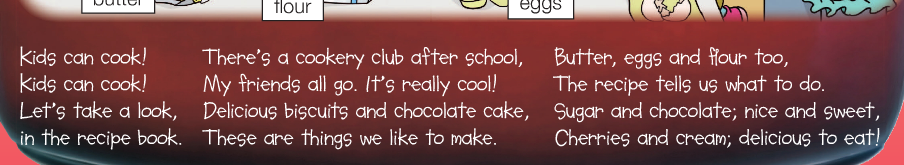 butter
flour
eggs
Kids can cook!
Kids can cook!
Let's take a look,
in the recipe book.
There's a cookery club after school,
My friends all go. It's really cool!
Delicious biscuits and chocolate cake,
These are things we like to make.
Butter, eggs and flour too,
The recipe tells us what to do.
Sugar and chocolate; nice and sweet,
Cherries and cream; delicious to eat!